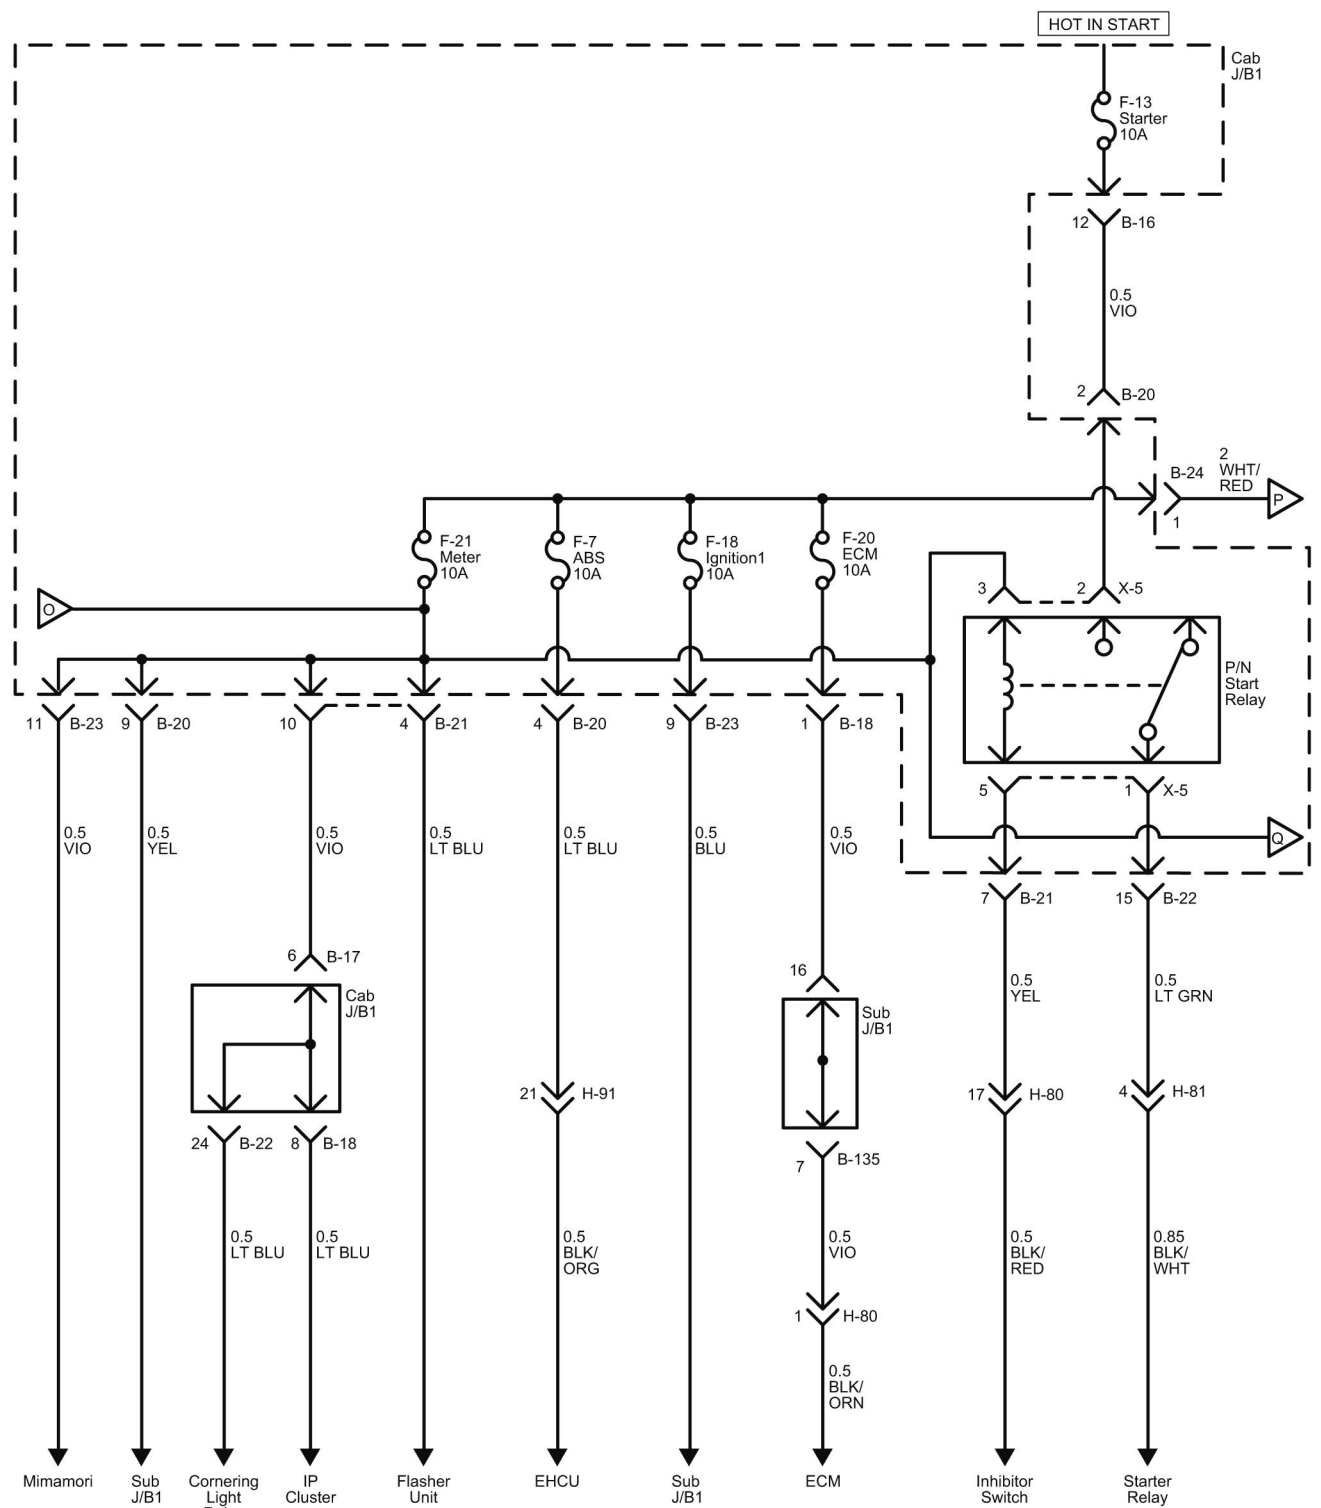 HOT IN START
Cab
J/B1
F-13
Starter
10A
12 B-16
0.5
VIO
2 B-20
B-24
2
WHT/
RED
P
1
F-21
Meter
10A
F-7
ABS
10A
F-18
Ignition1
10A
F-20
ECM
10A
O
3 2 X-5
P/N
Start
Relay
11 B-23 9 B-20 10 4 B-21 4 B-20 9 B-23 1 B-18
5 1 X-5
Q
0.5
VIO
0.5
YEL
0.5
VIO
0.5
LT BLU
0.5
LT BLU
0.5
BLU
0.5
VIO
7 B-21 15 B-22
6 B-17
Cab
J/B1
16
Sub
J/B1
0.5
YEL
0.5
LT GRN
21 H-91
17 H-80
4 H-81
24 B-22 8 B-18
7 B-135
0.5
LT BLU
0.5
LT BLU
0.5
BLK/
ORG
0.5
VIO
0.5
BLK/
RED
0.85
BLK/
WHT
1 H-80
0.5
BLK/
ORN
Mimamori
Sub
J/B1
Cornering
Light
IP
Cluster
Flasher
Unit
EHCU
Sub
J/B1
ECM
Inhibitor
Switch
Starter
Relay